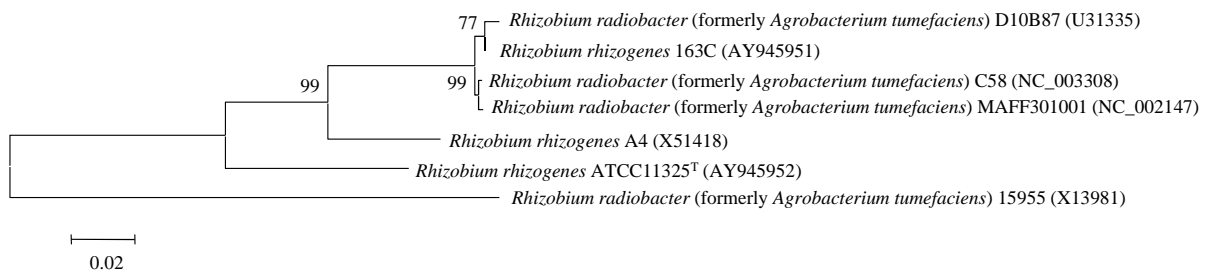 77
Rhizobium radiobacter (formerly Agrobacterium tumefaciens) D10B87 (U31335)
Rhizobium rhizogenes 163C (AY945951)
99
99
Rhizobium radiobacter (formerly Agrobacterium tumefaciens) C58 (NC_003308)
Rhizobium radiobacter (formerly Agrobacterium tumefaciens) MAFF301001 (NC_002147)
Rhizobium rhizogenes A4 (X51418)
Rhizobium rhizogenes ATCC11325ᵀ (AY945952)
Rhizobium radiobacter (formerly Agrobacterium tumefaciens) 15955 (X13981)
0.02